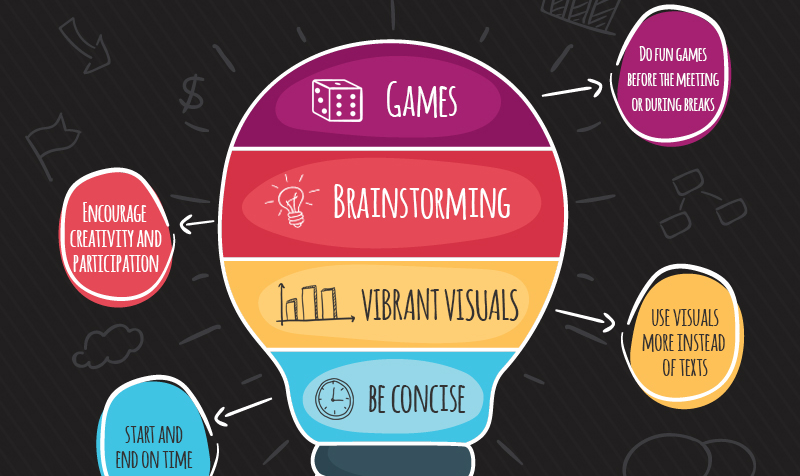 GAMES
DO FUN GAMES
BEFORE THE MEETING
OR DURING BREAKS
BRAINSTORMING
ENCOURAGE
CREATIVITY AND
PARTICIPATION
VIBRANT VISUALS
USE VISUALS
MORE INSTEAD
OF TEXTS
BE CONCISE
START AND
END ON TIME
$